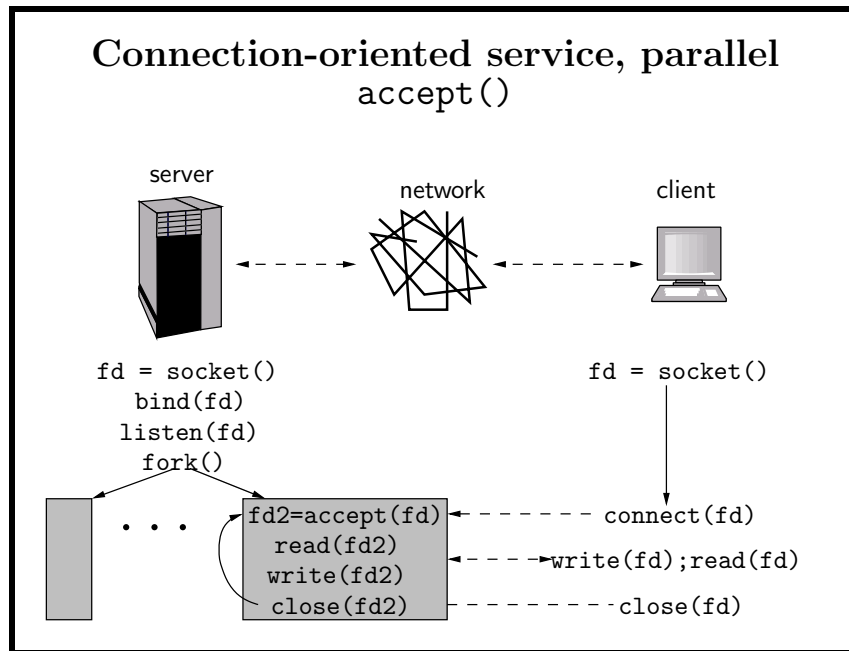 Connection-oriented service, parallel
accept()
server
network
client
fd = socket()
bind(fd)
listen(fd)
fork()
fd = socket()
. . .
fd2=accept(fd)
read(fd2)
write(fd2)
close(fd2)
connect(fd)
write(fd);read(fd)
close(fd)